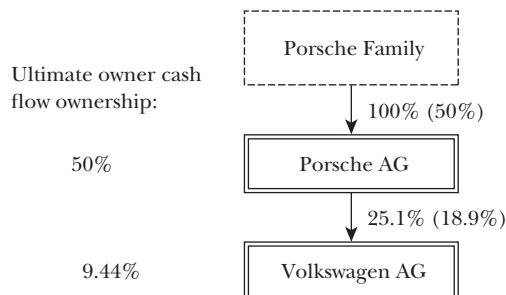 Porsche Family
Ultimate owner cash
flow ownership:
100% (50%)
50%
Porsche AG
25.1% (18.9%)
9.44%
Volkswagen AG